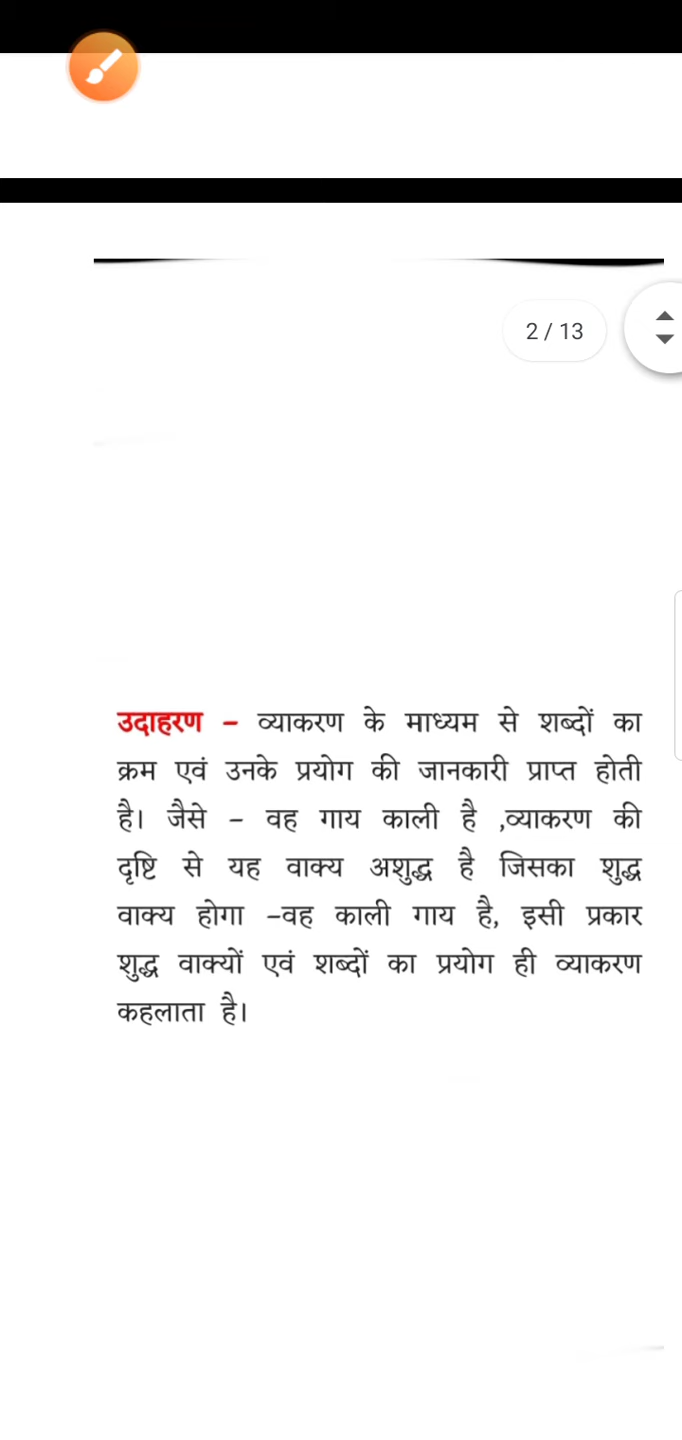 2 / 13
उदाहरण - व्याकरण के माध्यम से शब्दों का
क्रम एवं उनके प्रयोग की जानकारी प्राप्त होती
है। जैसे - वह गाय काली है ,व्याकरण की
दृष्टि से यह वाक्य अशुद्ध है जिसका शुद्ध
वाक्य होगा -वह काली गाय है, इसी प्रकार
शुद्ध वाक्यों एवं शब्दों का प्रयोग ही व्याकरण
कहलाता है।